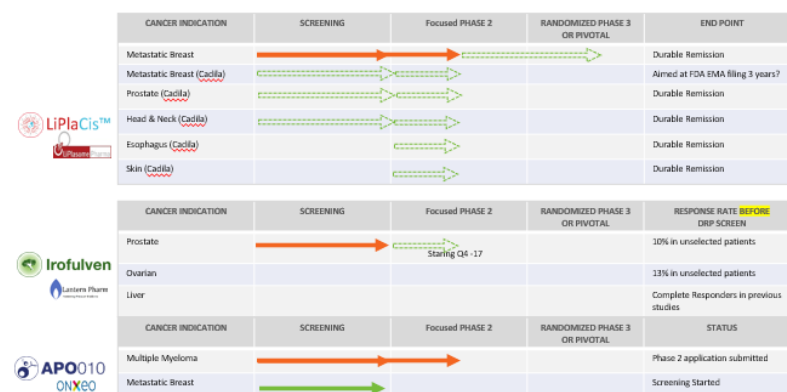 CANCER INDICATION SCREENING Focused PHASE 2 RANDOMIZED PHASE 3 OR PIVOTAL END POINT
Metastatic Breast Durable Remission
Metastatic Breast (Cadila) Aimed at FDA EMA filing 3 years?
Prostate (Cadila) Durable Remission
Head & Neck (Cadila) Durable Remission
Esophagus (Cadila) Durable Remission
Skin (Cadila) Durable Remission
LiPlaCis™
LiPlasomePharma
CANCER INDICATION SCREENING Focused PHASE 2 RANDOMIZED PHASE 3 OR PIVOTAL RESPONSE RATE BEFORE DRP SCREEN
Prostate 10% in unselected patients
Staring Q4 -17
Ovarian 13% in unselected patients
Liver Complete Responders in previous studies
Irofulven
Lantern Pharm
CANCER INDICATION SCREENING Focused PHASE 2 RANDOMIZED PHASE 3 OR PIVOTAL STATUS
Multiple Myeloma Phase 2 application submitted
Metastatic Breast Screening Started
APO010
ONXEO